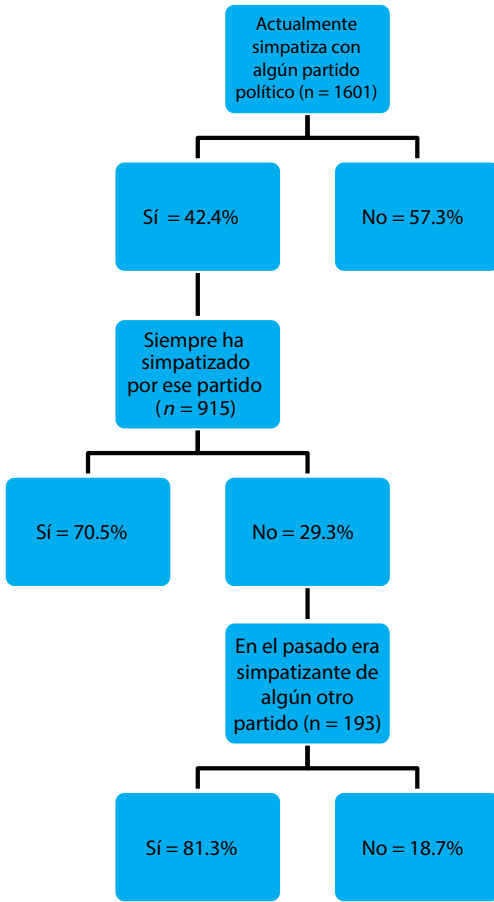 Actualmente
simpatiza con
algún partido
político (n = 1601)
Sí = 42.4%
No = 57.3%
Siempre ha
simpatizado
por ese partido
(n = 915)
Sí = 70.5%
No = 29.3%
En el pasado era
simpatizante de
algún otro
partido (n = 193)
Sí = 81.3%
No = 18.7%